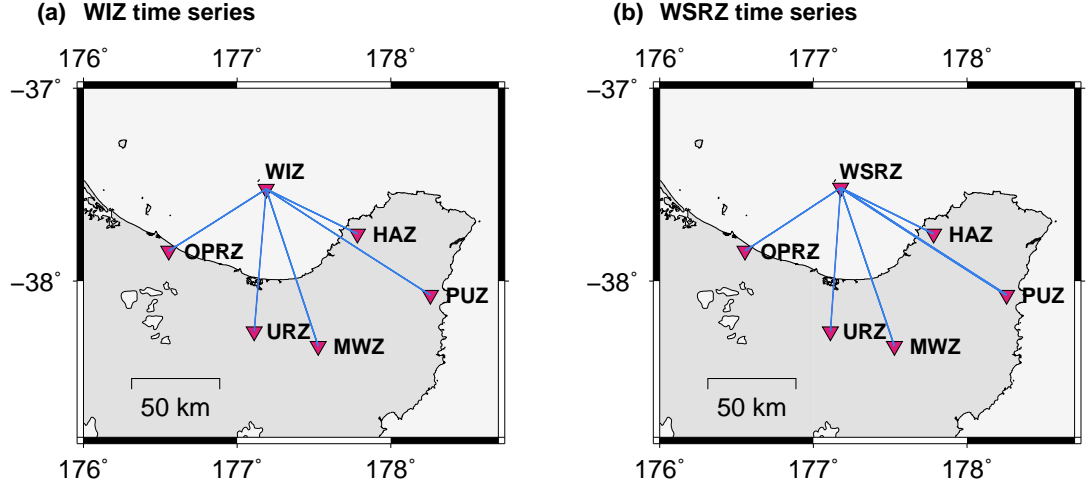 (a) WIZ time series
176° 177° 178°
−37°
WIZ
HAZ
OPRZ
−38°
PUZ
URZ
MWZ
50 km
176° 177° 178°
(b) WSRZ time series
176° 177° 178°
−37°
WSRZ
HAZ
OPRZ
−38°
PUZ
URZ
MWZ
50 km
176° 177° 178°